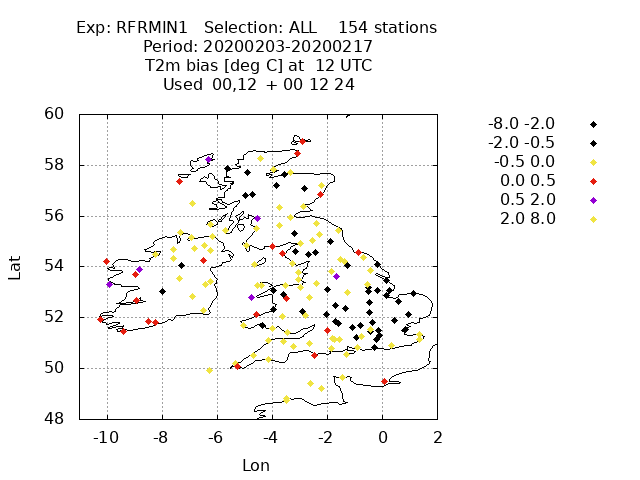 Exp: RFRMIN1 Selection: ALL 154 stations
Period: 20200203-20200217
T2m bias [deg C] at 12 UTC
Used 00,12 + 00 12 24
60
58
56
54
52
50
48
Lat
-10 -8 -6 -4 -2 0 2
Lon
-8.0 -2.0
-2.0 -0.5
-0.5 0.0
0.0 0.5
0.5 2.0
2.0 8.0